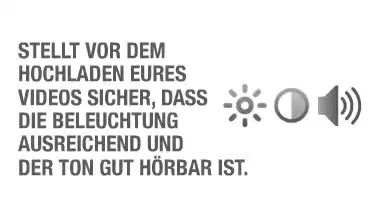 STELLT VOR DEM
HOCHLADEN EURES
VIDEOS SICHER, DASS
DIE BELEUCHTUNG
AUSREICHEND UND
DER TON GUT HÖRBAR IST.